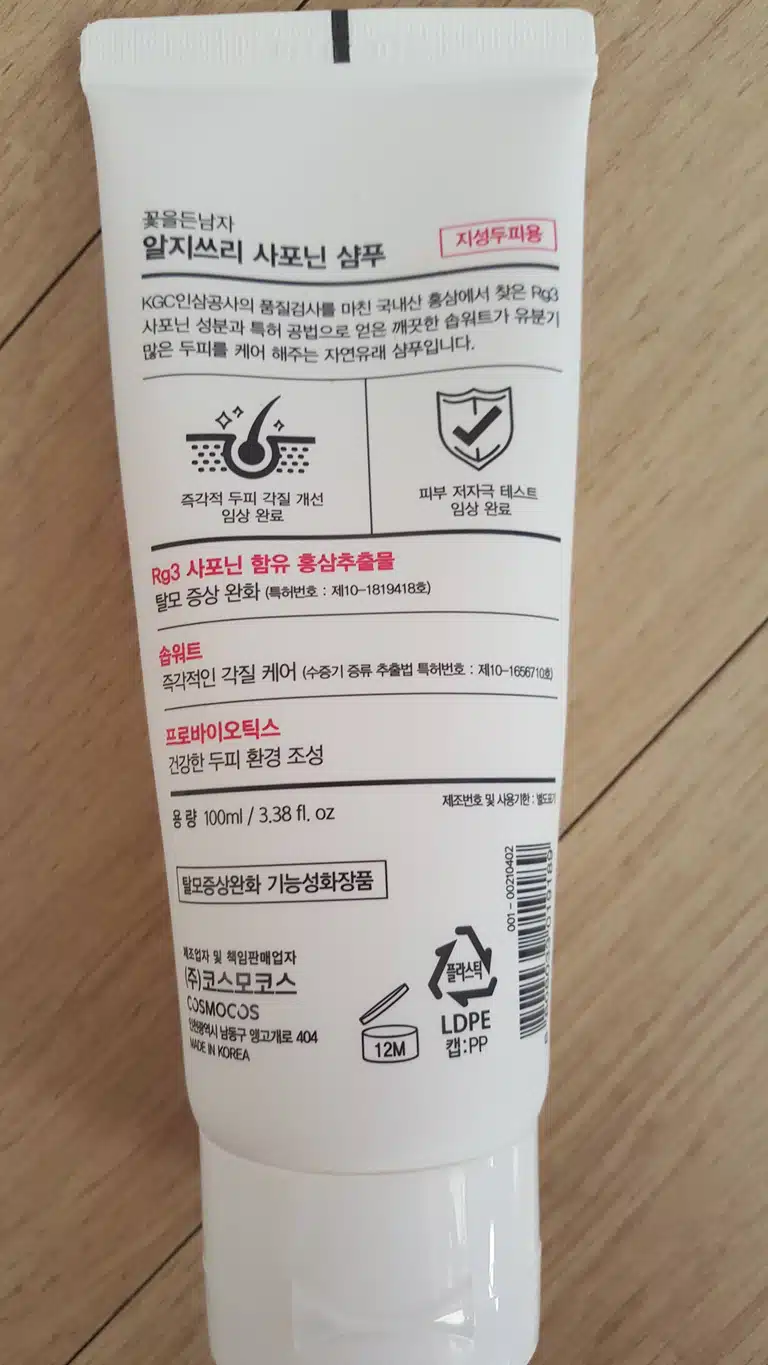 꽃을든남자
알지쓰리 사포닌 샴푸
지성두피용
KGC인삼공사의 품질검사를 마친 국내산 홍삼에서 찾은 Rg3
사포닌 성분과 특허 공법으로 얻은 깨끗한 솝워트가 유분기
많은 두피를 케어 해주는 자연유래 샴푸입니다.
즉각적 두피 각질 개선
임상 완료
피부 저자극 테스트
임상 완료
Rg3 사포닌 함유 홍삼추출물
탈모 증상 완화 (특허번호 : 제10-1819418호)
솝워트
즉각적인 각질 케어 (수증기 증류 추출법 특허번호 : 제10-1656710호)
프로바이오틱스
건강한 두피 환경 조성
용량 100ml / 3.38 fl. oz
제조번호 및 사용기한 : 별도표기
탈모증상완화 기능성화장품
001-00210402
제조업자 및 책임판매업자
(주)코스모코스
COSMOCOS
인천광역시 남동구 앵고개로 404
MADE IN KOREA
12M
플라스틱
LDPE
캡:PP